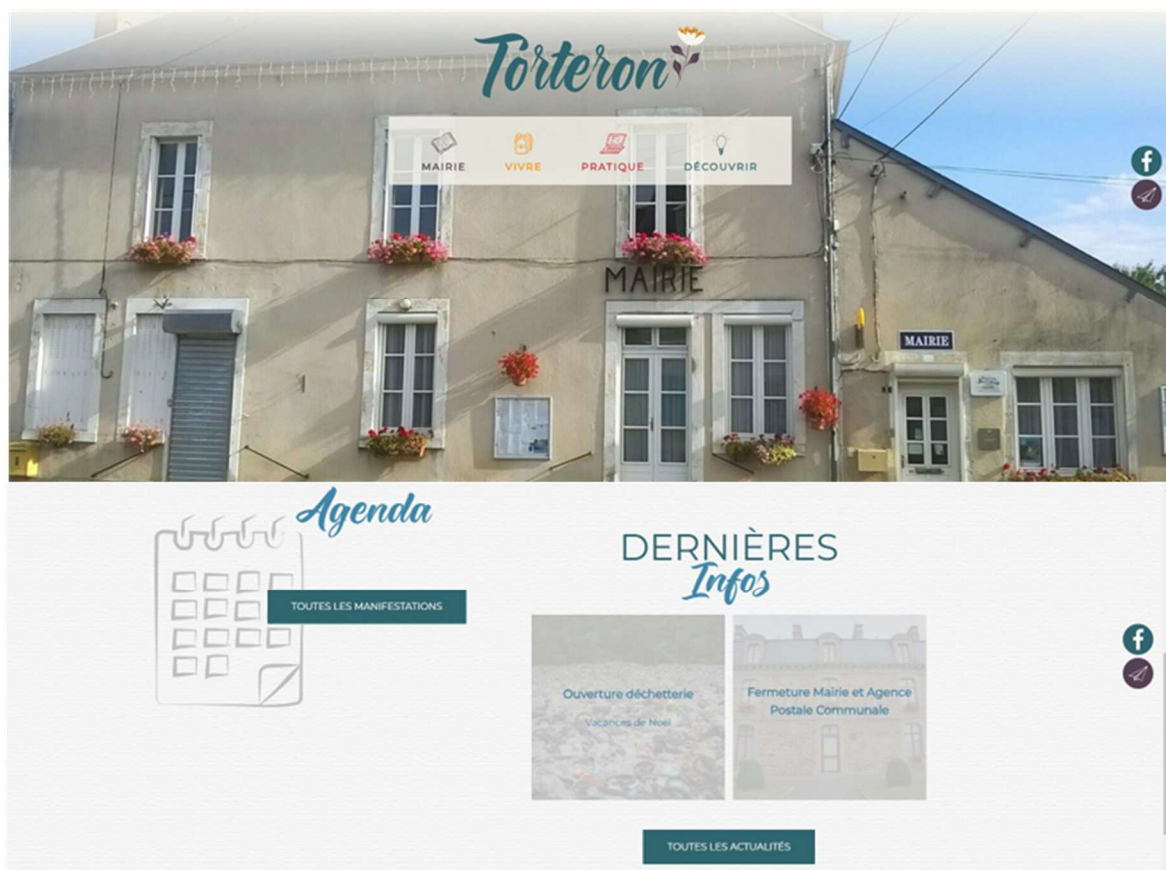 Torteron
MAIRIE VIVRE PRATIQUE DÉCOUVRIR
MAIRIE
MAIRIE
Agenda
TOUTES LES MANIFESTATIONS
DERNIÈRES
Infos
Ouverture déchetterie
Vacances de Noël
Fermeture Mairie et Agence
Postale Communale
TOUTES LES ACTUALITÉS